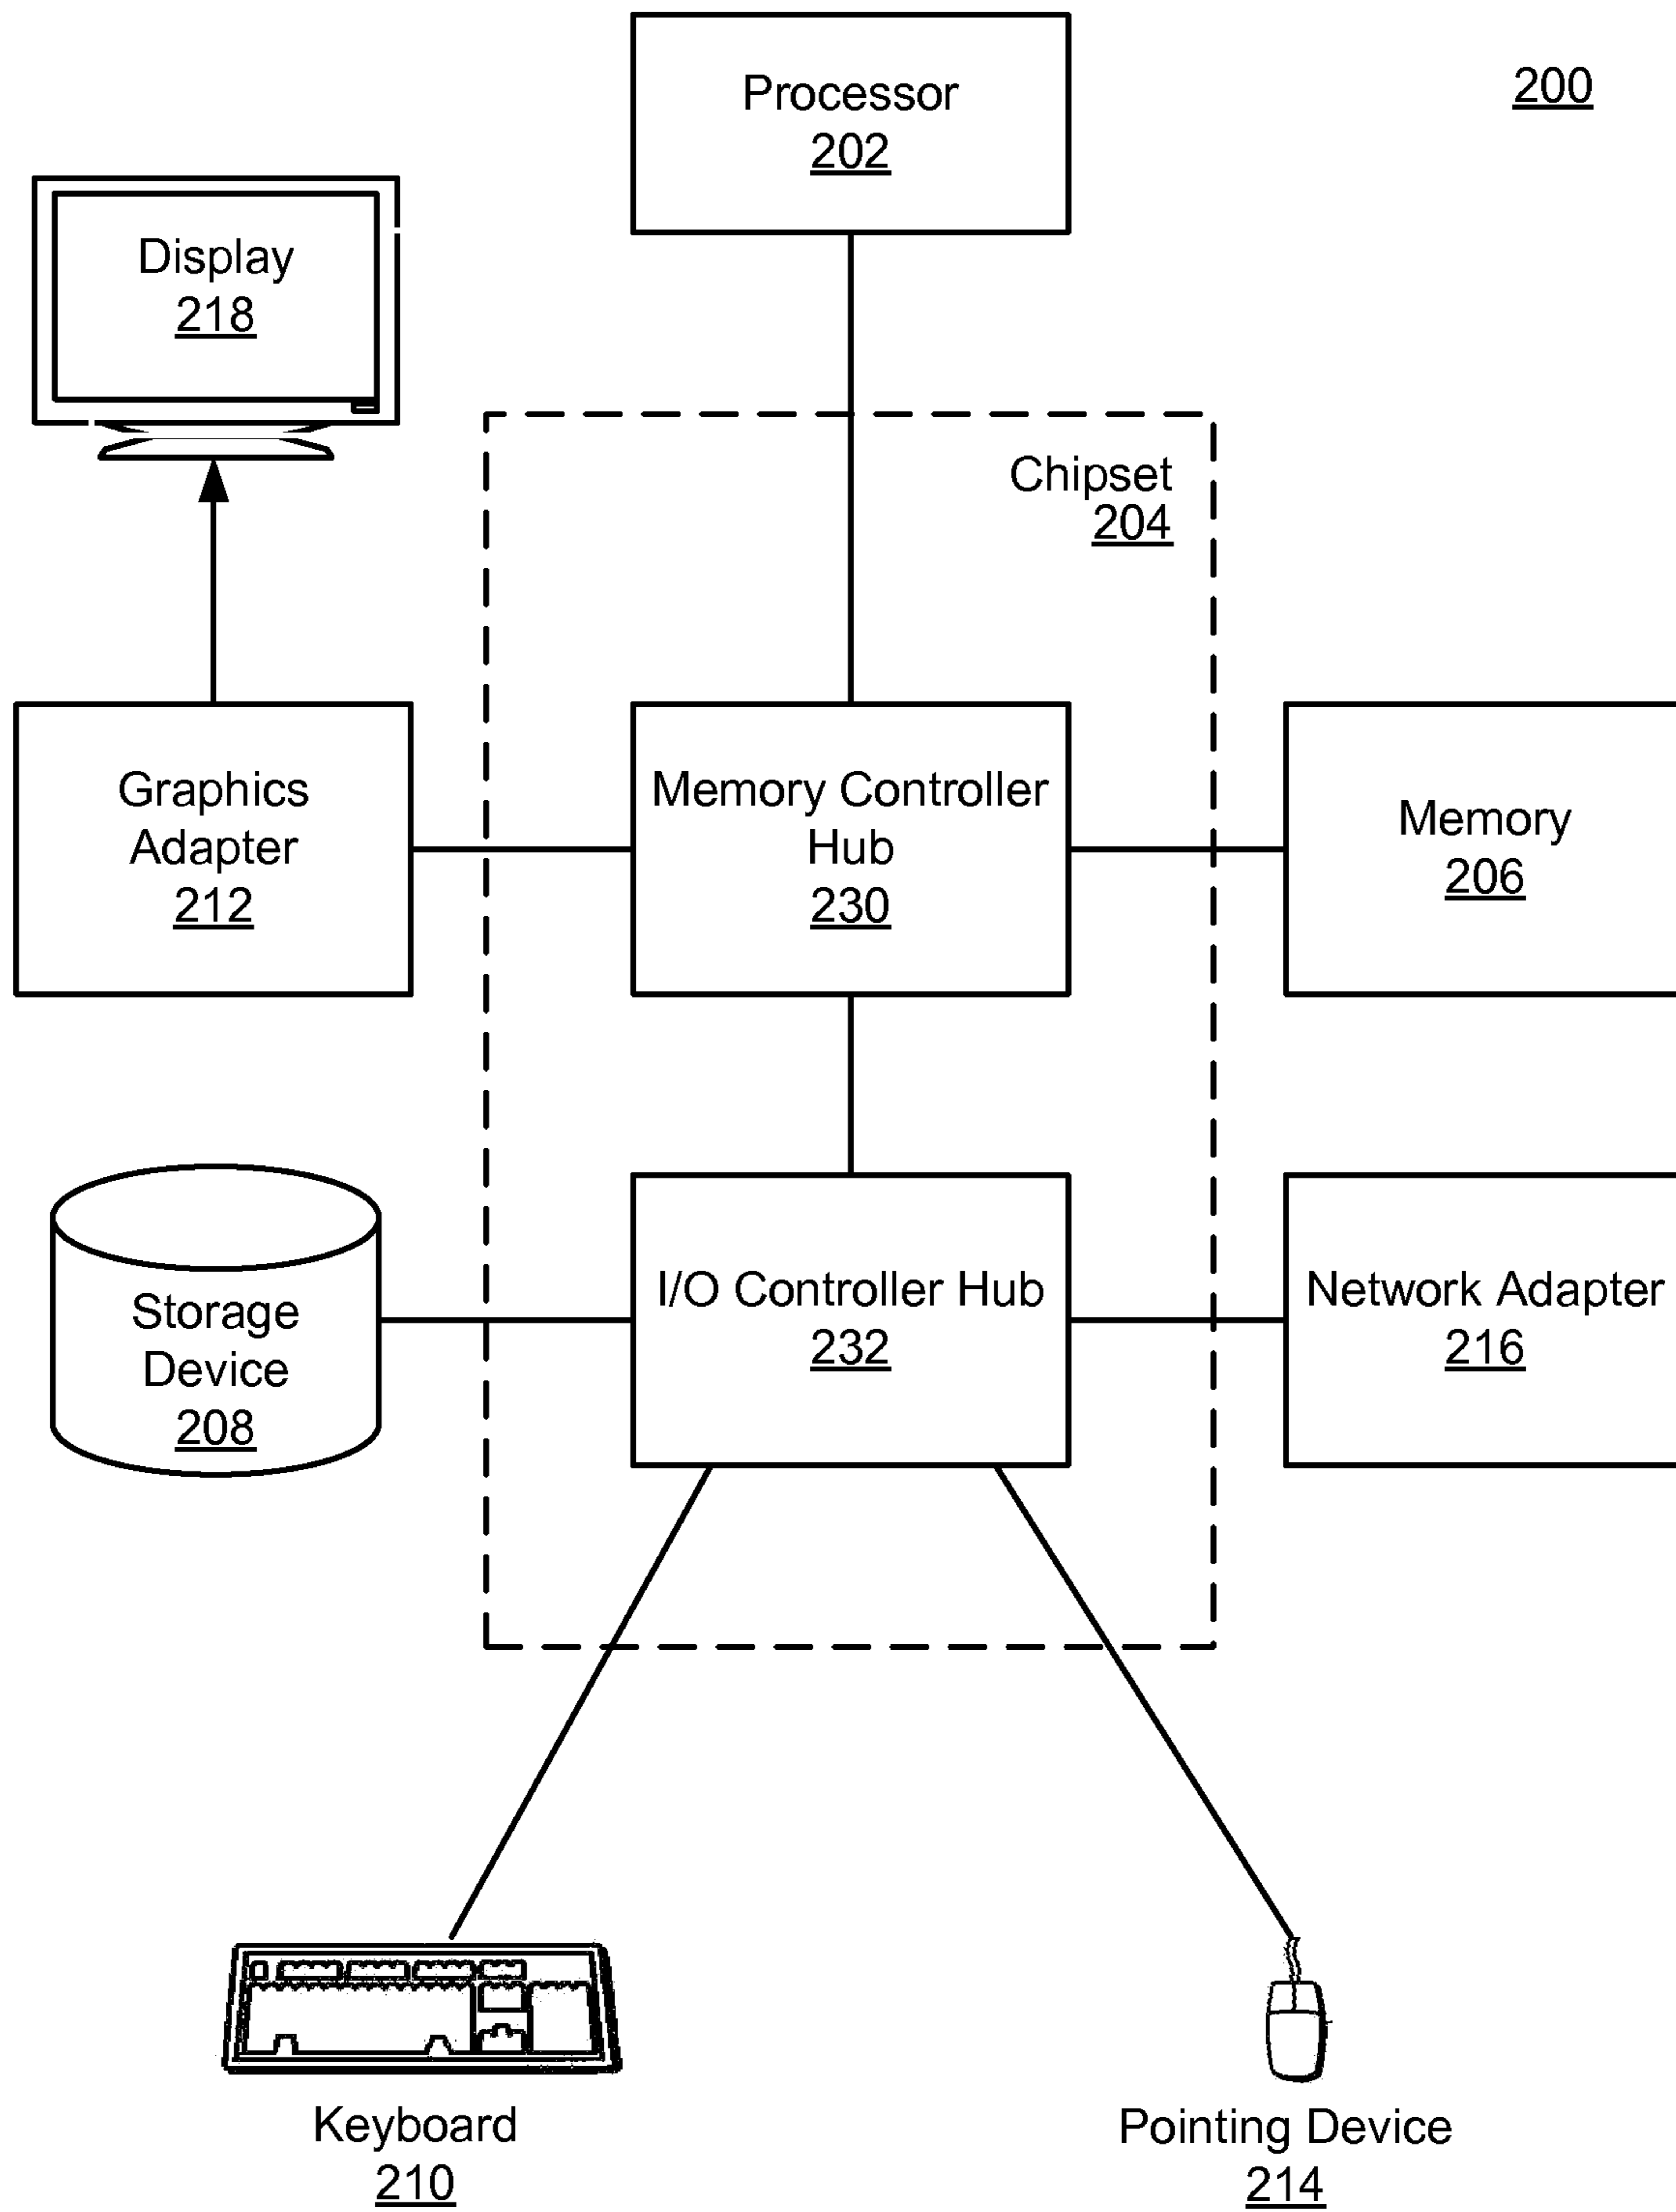 Processor
202
200
Display
218
Chipset
204
Graphics
Adapter
212
Memory Controller
Hub
230
Memory
206
Storage
Device
208
I/O Controller Hub
232
Network Adapter
216
Keyboard
210
Pointing Device
214